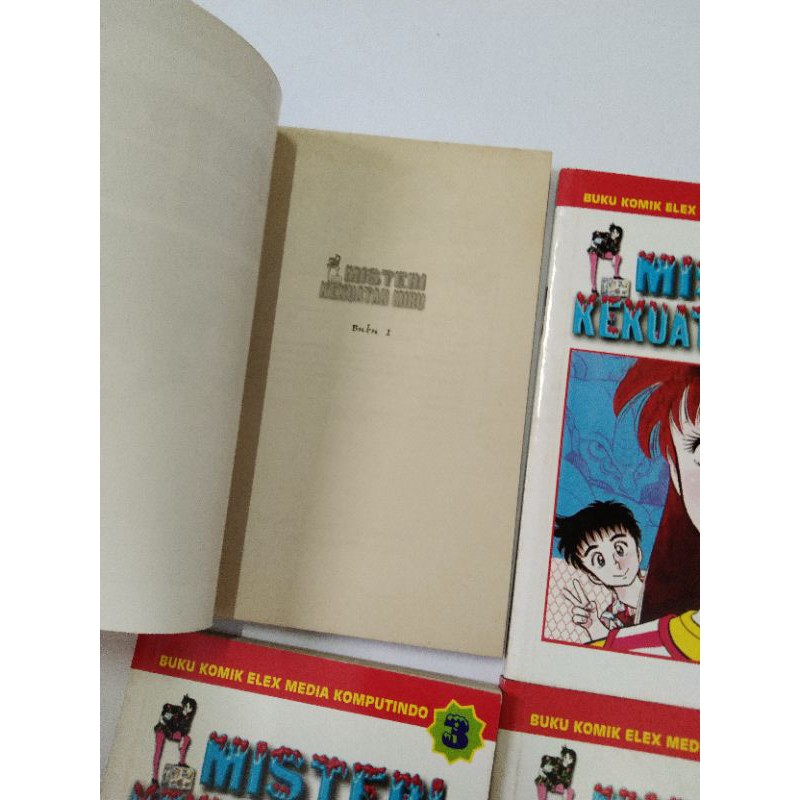 MISTERI
KEKUATAN MIRU
Buku 1
BUKU KOMIK ELEX
MIS
KEKUAT
BUKU KOMIK ELEX MEDIA KOMPUTINDO
3
MISTERI
BUKU KOMIK ELEX MED